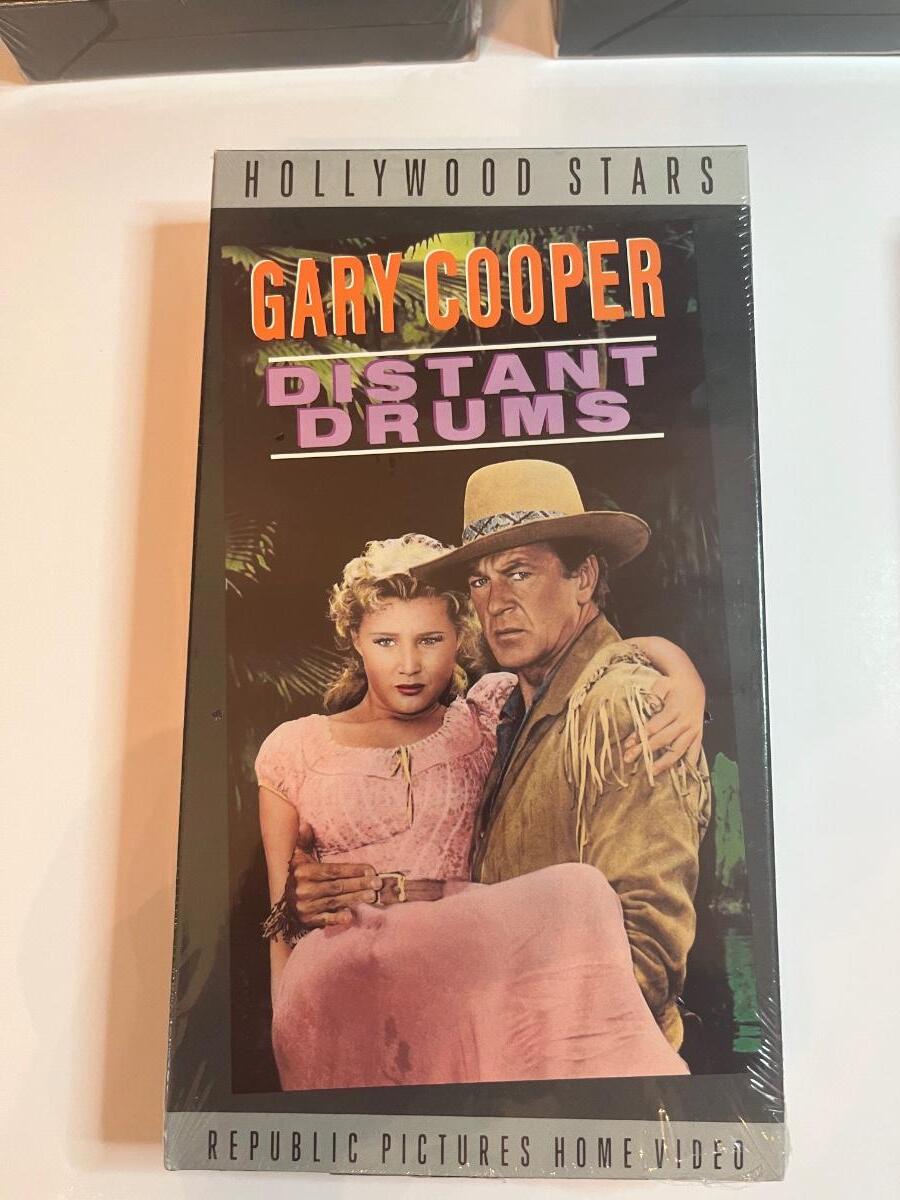 HOLLYWOOD STARS
GARY COOPER
DISTANT
DRUMS
REPUBLIC PICTURES HOME VIDEO